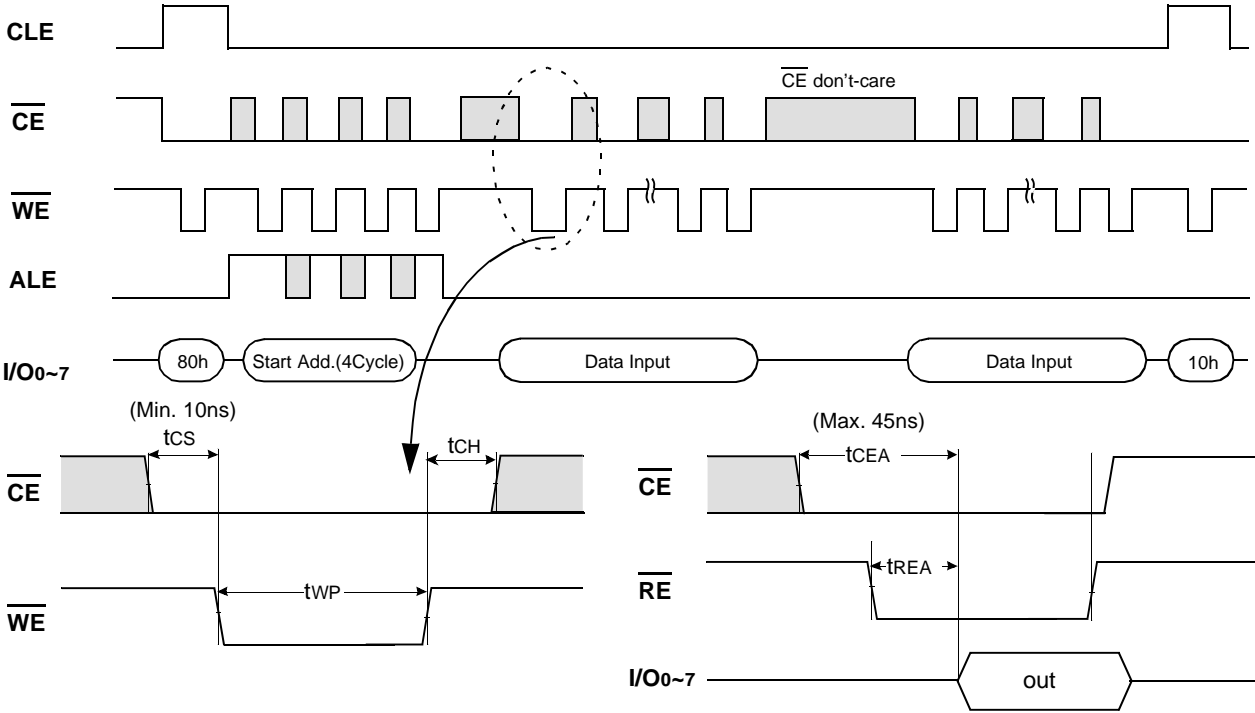 CLE
CE don't-care
CE
WE
ALE
I/O0~7 80h Start Add.(4Cycle) Data Input Data Input 10h
(Min. 10ns) (Max. 45ns)
tCS tCH tCEA
CE CE
tWP tREA
WE RE
I/O0~7 out